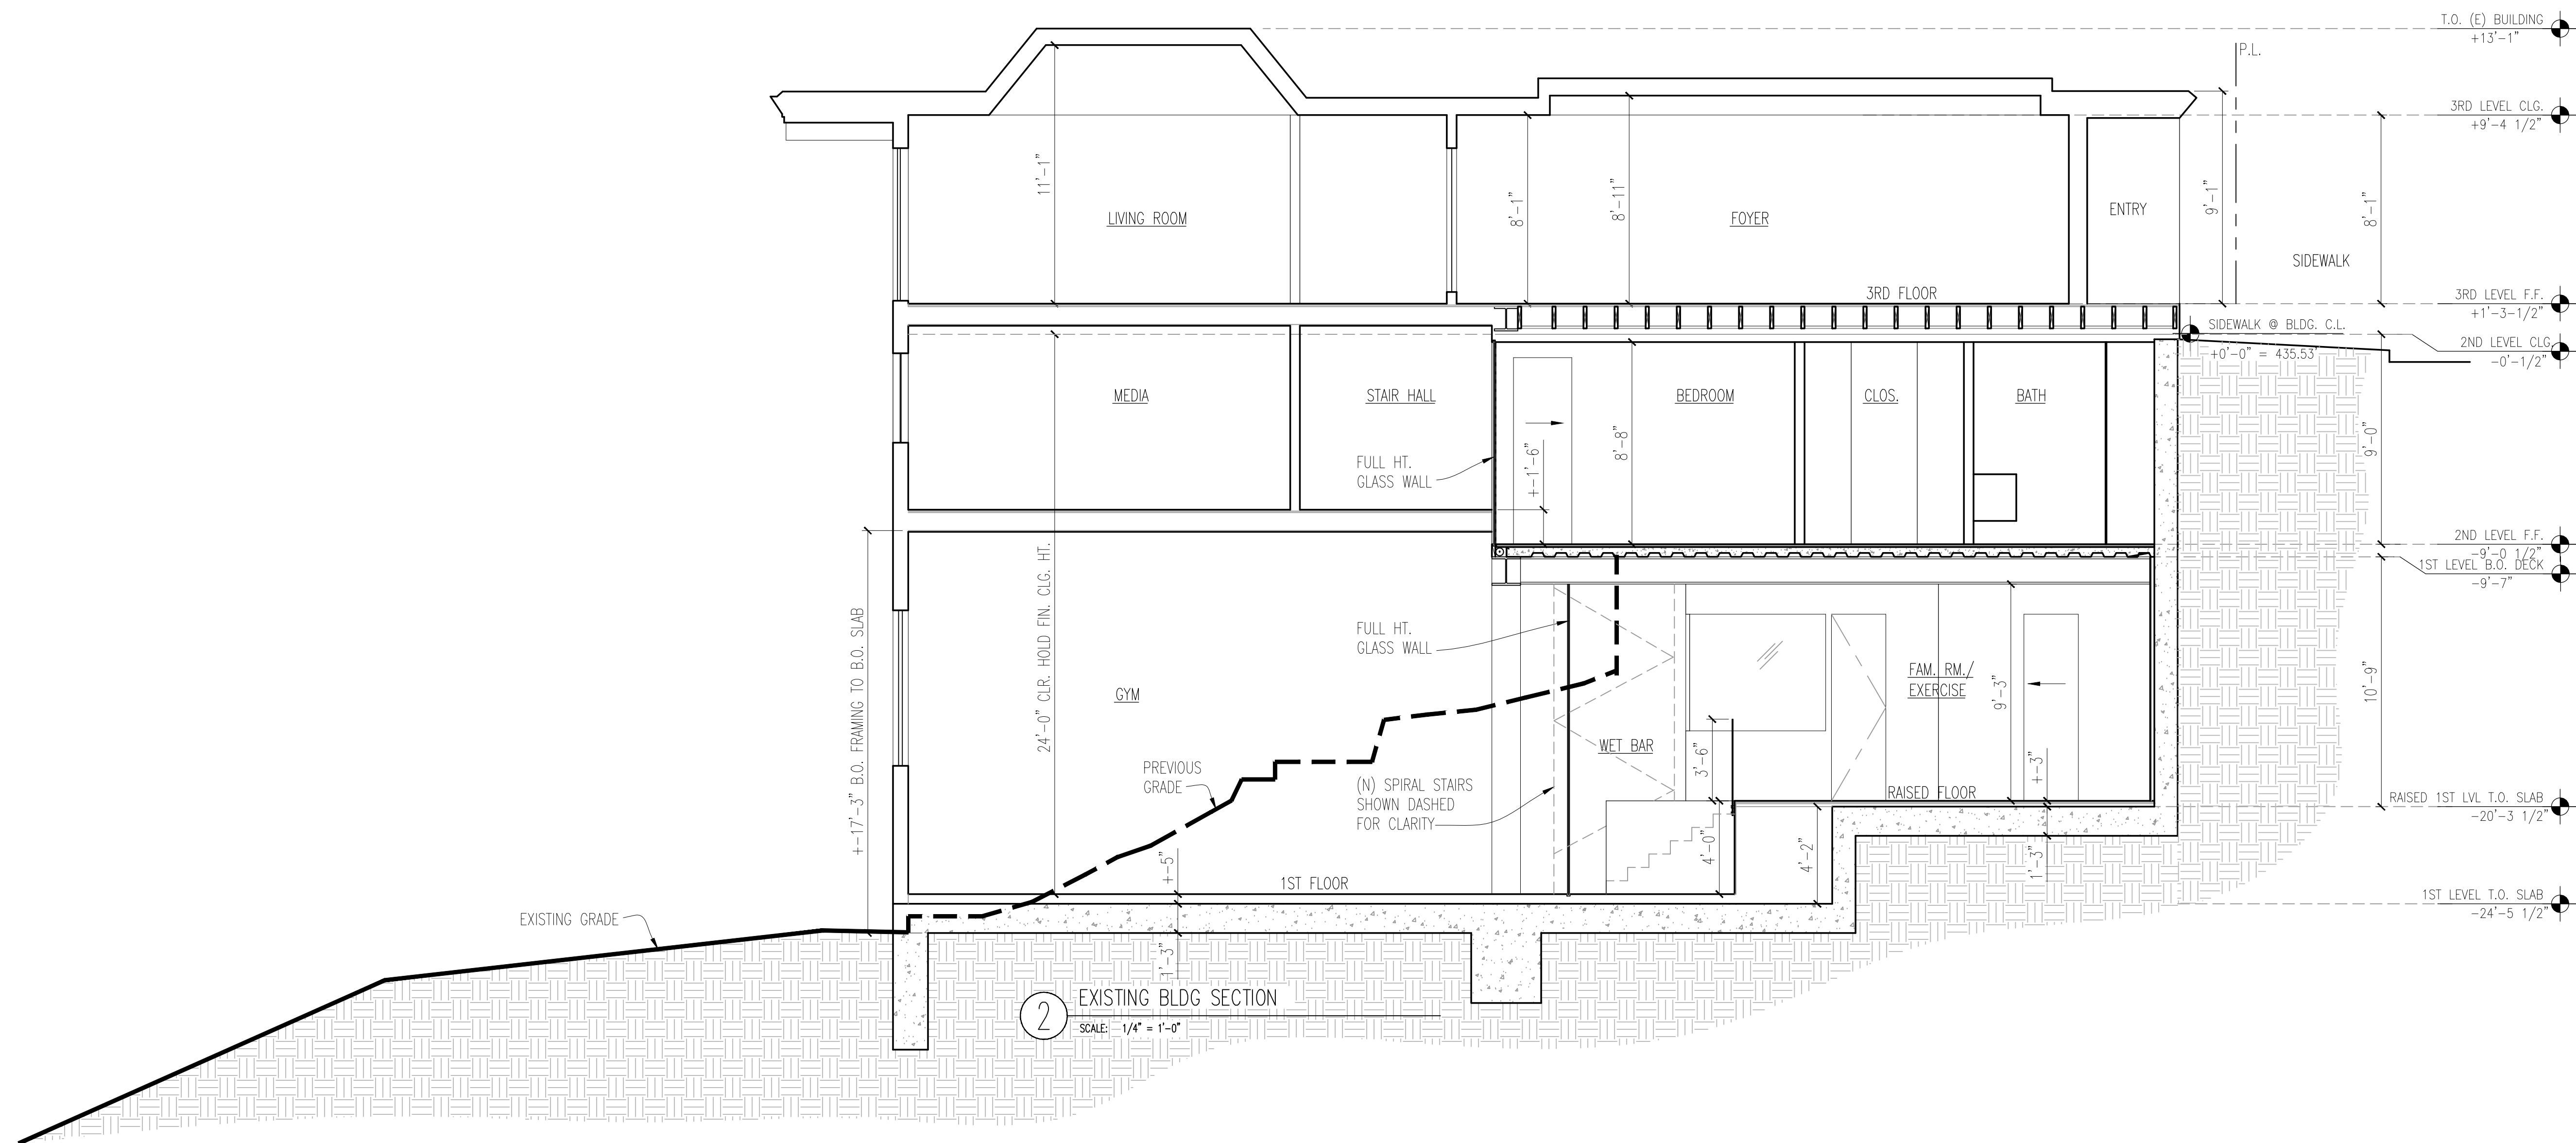 T.O. (E) BUILDING
+13'-1"
P.L.
3RD LEVEL CLG.
+9'-4 1/2"
11'-1"
LIVING ROOM
8'-1"
8'-11"
FOYER
ENTRY
9'-1"
8'-1"
SIDEWALK
3RD FLOOR
3RD LEVEL F.F.
+1'-3-1/2"
SIDEWALK @ BLDG. C.L.
+0'-0" = 435.53'
2ND LEVEL CLG.
-0'-1/2"
MEDIA
STAIR HALL
BEDROOM
CLOS.
BATH
FULL HT.
GLASS WALL
+-1'-6"
8'-8"
9'-0"
2ND LEVEL F.F.
-9'-0 1/2"
1ST LEVEL B.O. DECK
-9'-7"
+-17'-3" B.O. FRAMING TO B.O. SLAB
24'-0" CLR. HOLD FIN. CLG. HT.
FULL HT.
GLASS WALL
GYM
FAM. RM./
EXERCISE
9'-3"
10'-9"
WET BAR
3'-6"
PREVIOUS
GRADE
(N) SPIRAL STAIRS
SHOWN DASHED
FOR CLARITY
+-3"
RAISED FLOOR
RAISED 1ST LVL T.O. SLAB
-20'-3 1/2"
4'-0"
4'-2"
1'-3"
+-5"
1ST FLOOR
1ST LEVEL T.O. SLAB
-24'-5 1/2"
EXISTING GRADE
1'-3"
2
EXISTING BLDG SECTION
SCALE: 1/4" = 1'-0"